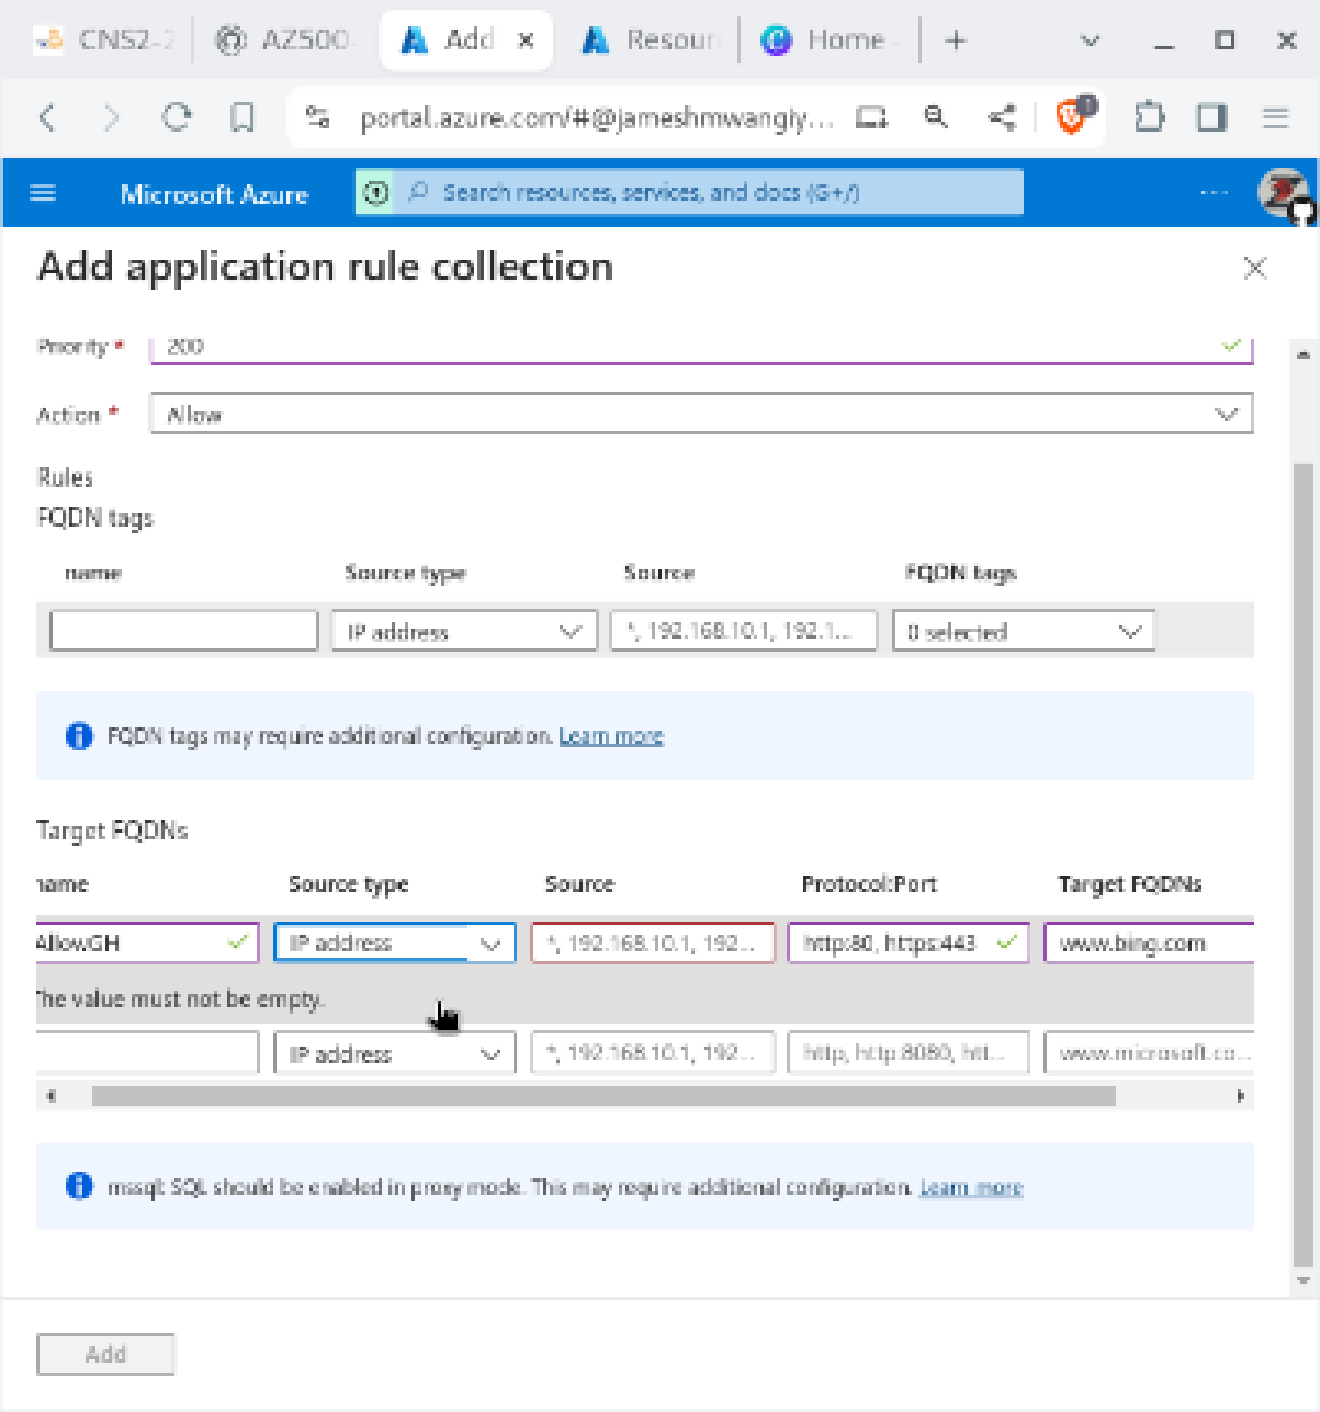 CNS2-2
AZ500-
Add
Resour
Home -
portal.azure.com/#@jameshmwangiy...
Microsoft Azure
Search resources, services, and docs (G+/)
Add application rule collection
Priority *
200
Action *
Allow
Rules
FQDN tags
name Source type Source FQDN tags
IP address *, 192.168.10.1, 192.1... 0 selected
FQDN tags may require additional configuration. Learn more
Target FQDNs
name Source type Source Protocol:Port Target FQDNs
AllowGH IP address *, 192.168.10.1, 192... http:80, https:443 www.bing.com
The value must not be empty.
IP address *, 192.168.10.1, 192... http, http:8080, htt... www.microsoft.co...
mssql: SQL should be enabled in proxy mode. This may require additional configuration. Learn more
Add